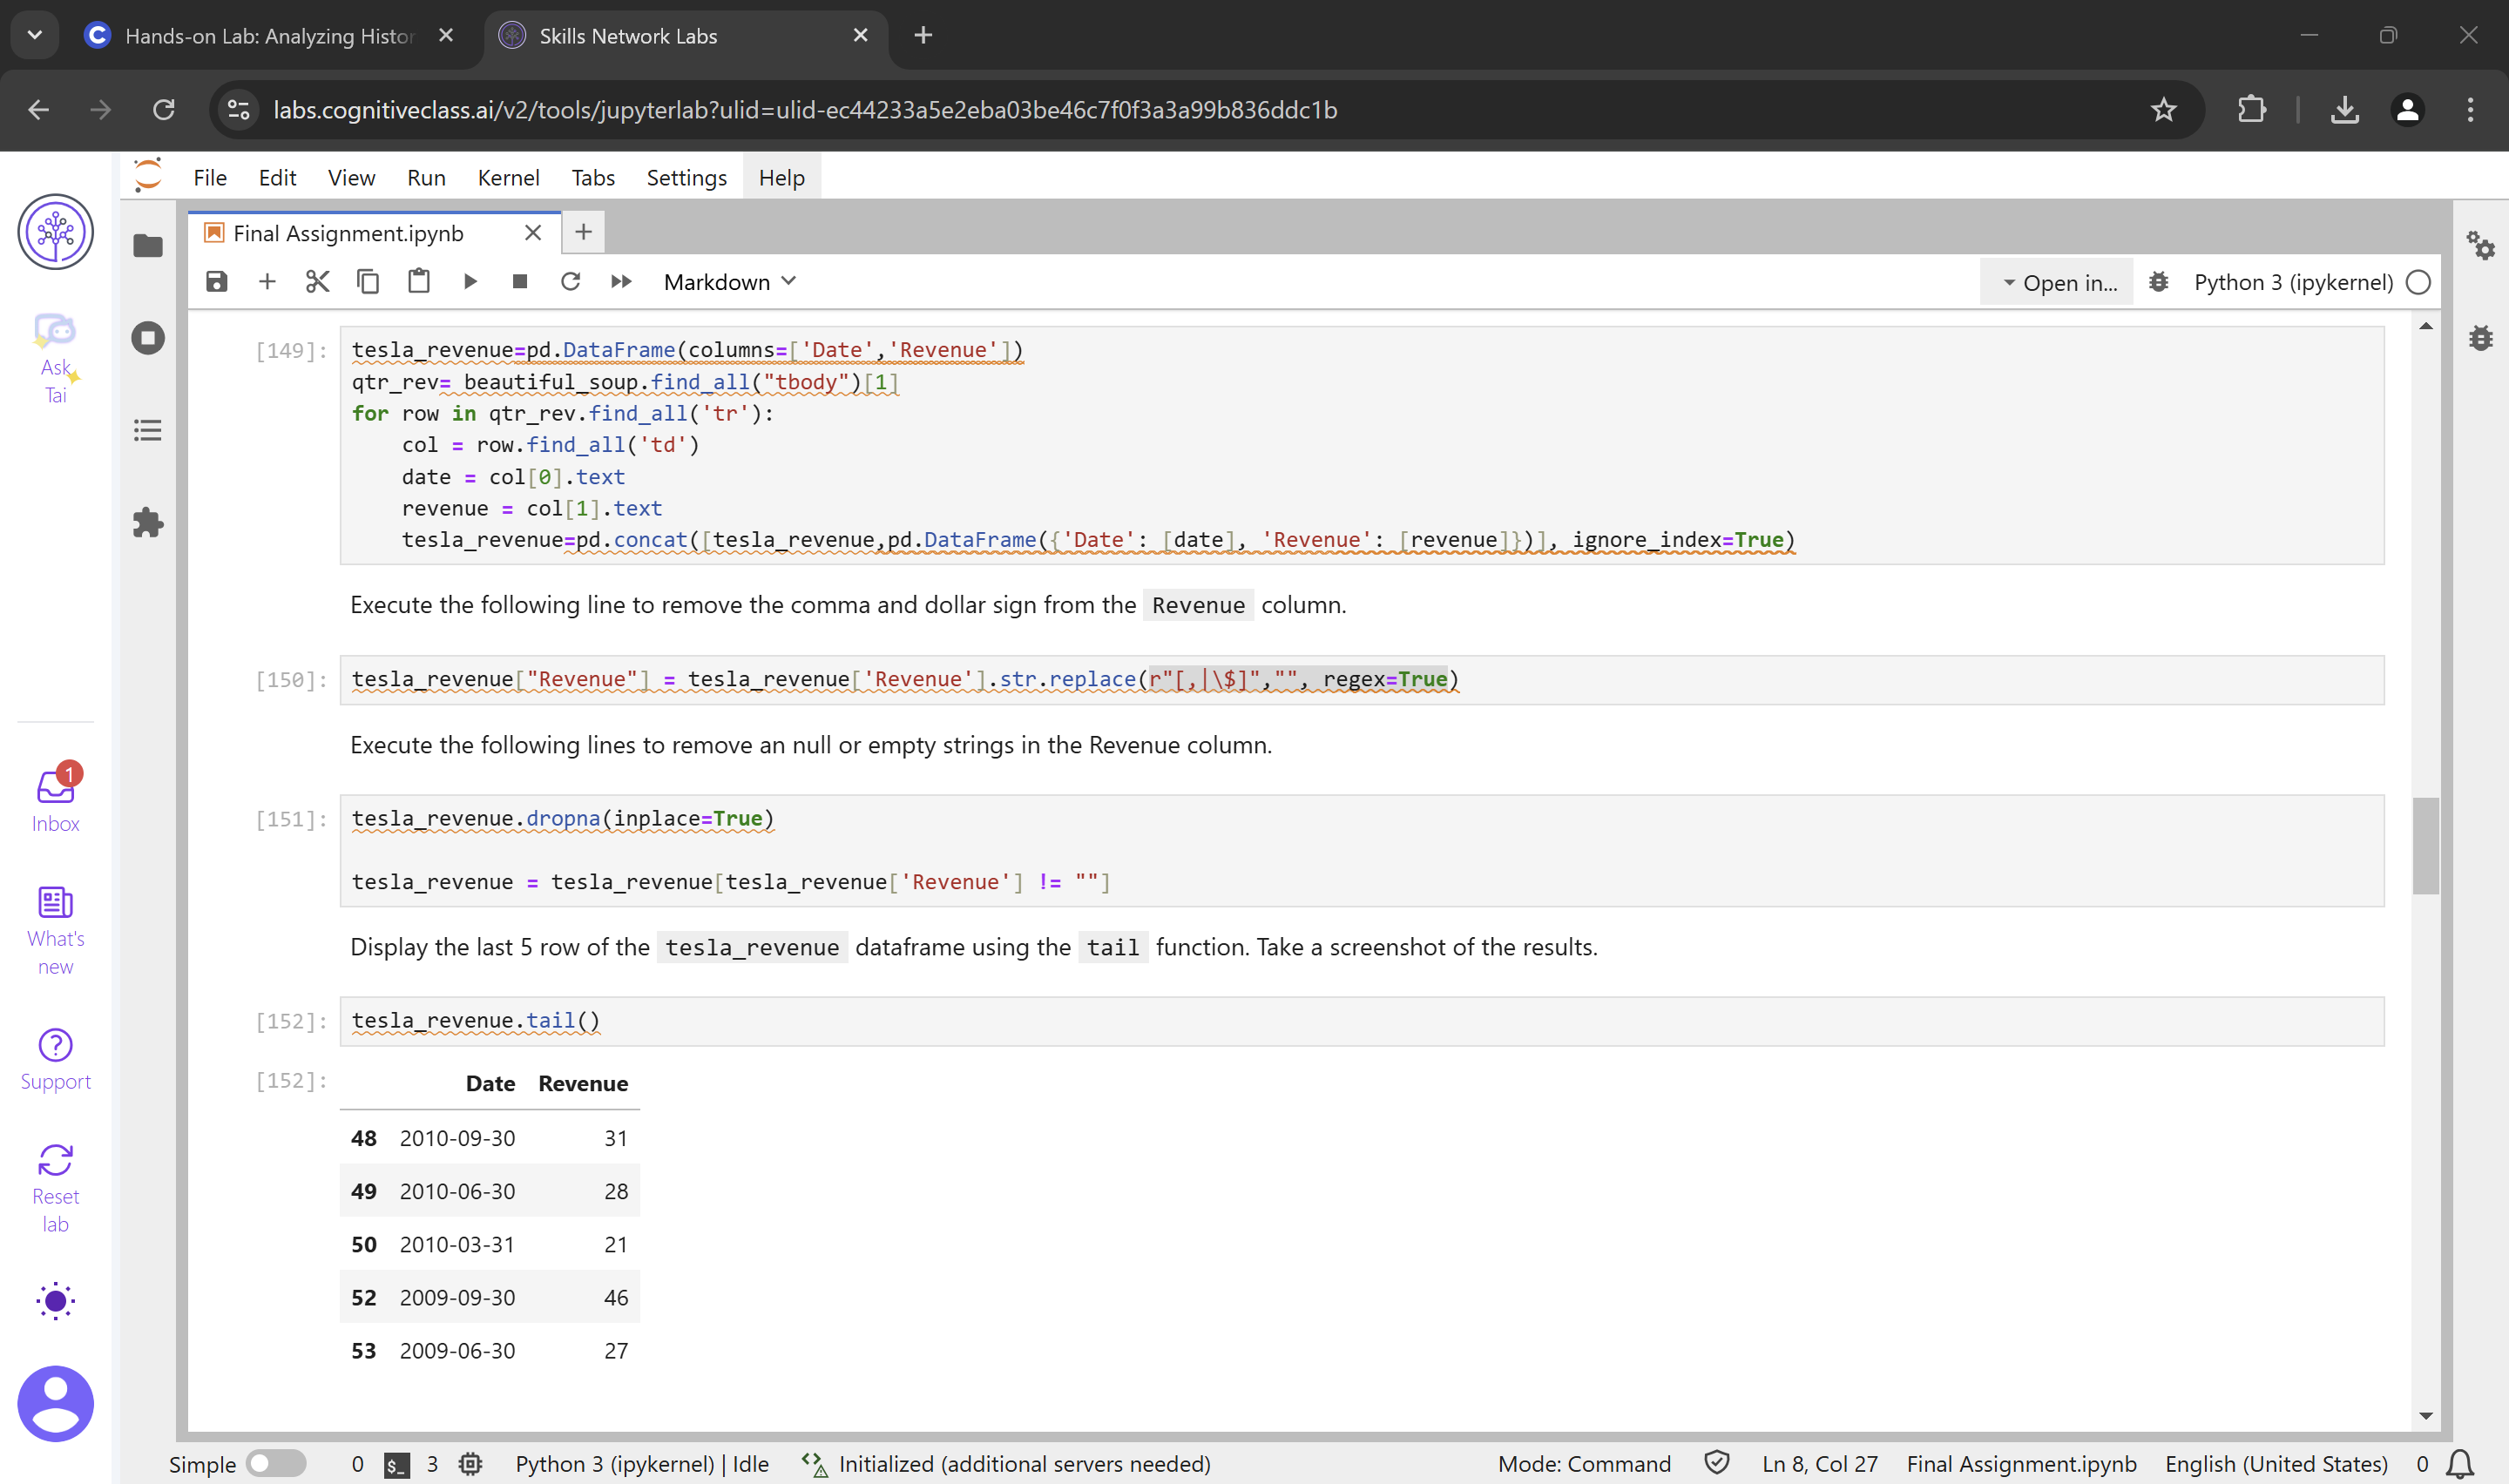 Hands-on Lab: Analyzing Histor
Skills Network Labs
labs.cognitiveclass.ai/v2/tools/jupyterlab?ulid=ulid-ec44233a5e2eba03be46c7f0f3a3a99b836ddc1b
File Edit View Run Kernel Tabs Settings Help
Final Assignment.ipynb
Markdown
Open in...
Python 3 (ipykernel)
Ask
Tai
1
Inbox
What's
new
Support
Reset
lab
[149]:
tesla_revenue=pd.DataFrame(columns=['Date','Revenue'])
qtr_rev= beautiful_soup.find_all("tbody")[1]
for row in qtr_rev.find_all('tr'):
    col = row.find_all('td')
    date = col[0].text
    revenue = col[1].text
    tesla_revenue=pd.concat([tesla_revenue,pd.DataFrame({'Date': [date], 'Revenue': [revenue]})], ignore_index=True)
Execute the following line to remove the comma and dollar sign from the Revenue column.
[150]: tesla_revenue["Revenue"] = tesla_revenue['Revenue'].str.replace(r"[,|\$]","", regex=True)
Execute the following lines to remove an null or empty strings in the Revenue column.
[151]: tesla_revenue.dropna(inplace=True)
tesla_revenue = tesla_revenue[tesla_revenue['Revenue'] != ""]
Display the last 5 row of the tesla_revenue dataframe using the tail function. Take a screenshot of the results.
[152]: tesla_revenue.tail()
[152]: Date Revenue
48 2010-09-30 31
49 2010-06-30 28
50 2010-03-31 21
52 2009-09-30 46
53 2009-06-30 27
Simple 0 $_ 3 Python 3 (ipykernel) | Idle Initialized (additional servers needed) Mode: Command Ln 8, Col 27 Final Assignment.ipynb English (United States) 0